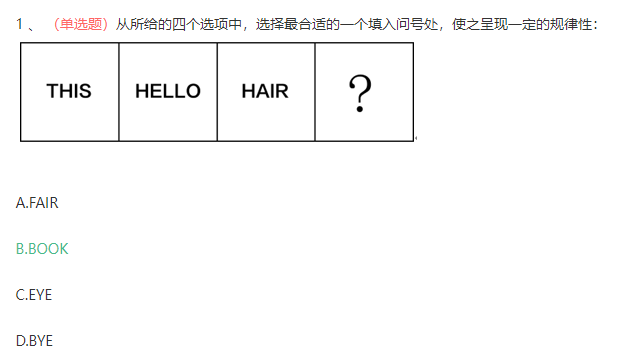 1 、 （单选题）从所给的四个选项中，选择最合适的一个填入问号处，使之呈现一定的规律性：
THIS HELLO HAIR ?
A.FAIR
B.BOOK
C.EYE
D.BYE